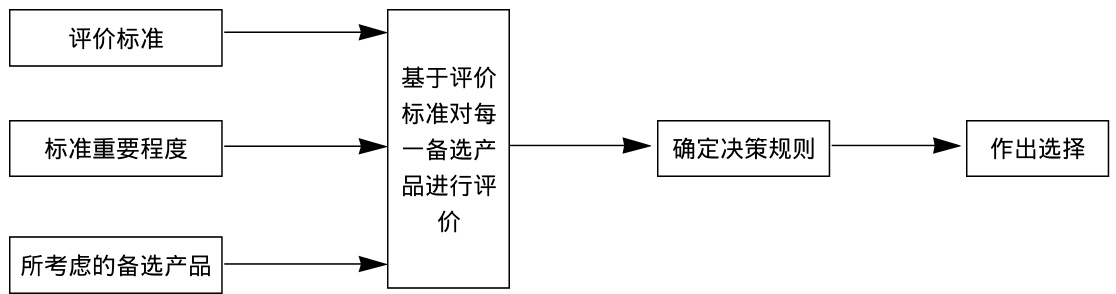 评价标准
标准重要程度
所考虑的备选产品
基于评价
标准对每
一备选产
品进行评
价
确定决策规则
作出选择